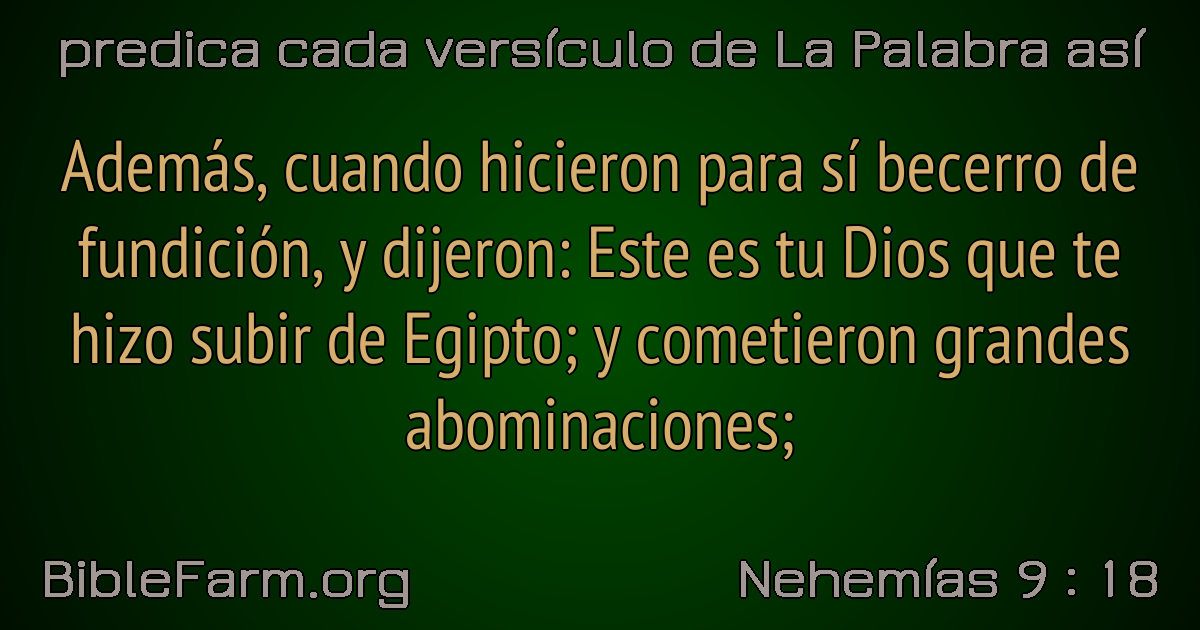 predica cada versículo de La Palabra así
Además, cuando hicieron para sí becerro de
fundición, y dijeron: Este es tu Dios que te
hizo subir de Egipto; y cometieron grandes
abominaciones;
BibleFarm.org
Nehemías 9 : 18